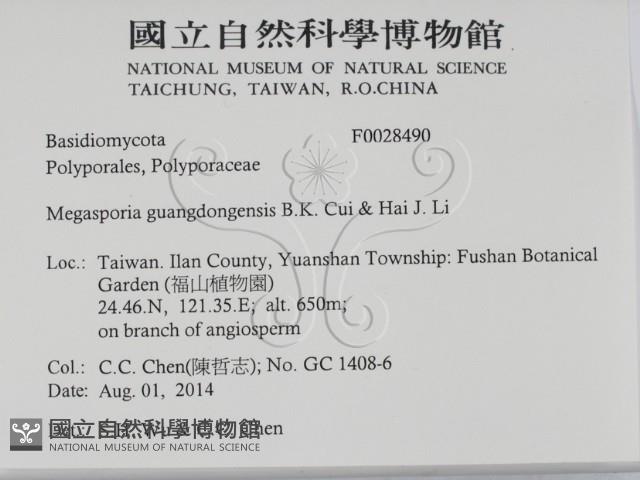 國立自然科學博物館
NATIONAL MUSEUM OF NATURAL SCIENCE
TAICHUNG, TAIWAN, R.O.CHINA
Basidiomycota F0028490
Polyporales, Polyporaceae
Megasporia guangdongensis B.K. Cui & Hai J. Li
Loc.: Taiwan. Ilan County, Yuanshan Township: Fushan Botanical
Garden (福山植物園)
24.46.N, 121.35.E; alt. 650m;
on branch of angiosperm
Col.: C.C. Chen(陳哲志); No. GC 1408-6
Date: Aug. 01, 2014
國立自然科學博物館
NATIONAL MUSEUM OF NATURAL SCIENCE